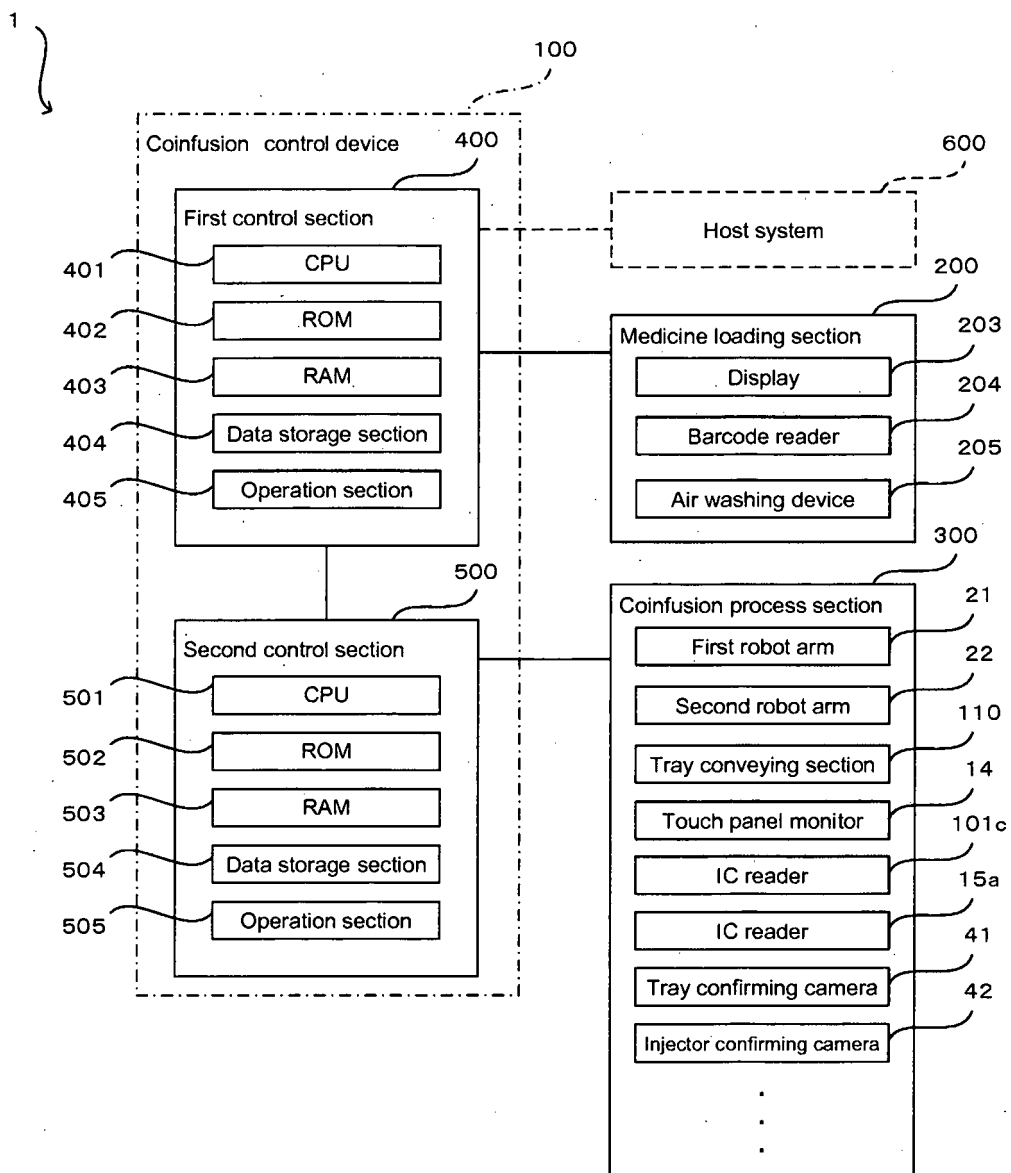 1
100
Coinfusion control device
400
First control section
401
CPU
402
ROM
403
RAM
404
Data storage section
405
Operation section
500
Second control section
501
CPU
502
ROM
503
RAM
504
Data storage section
505
Operation section
600
Host system
200
Medicine loading section
203
Display
204
Barcode reader
205
Air washing device
300
Coinfusion process section
21
First robot arm
22
Second robot arm
110
Tray conveying section
14
Touch panel monitor
101c
IC reader
15a
IC reader
41
Tray confirming camera
42
Injector confirming camera